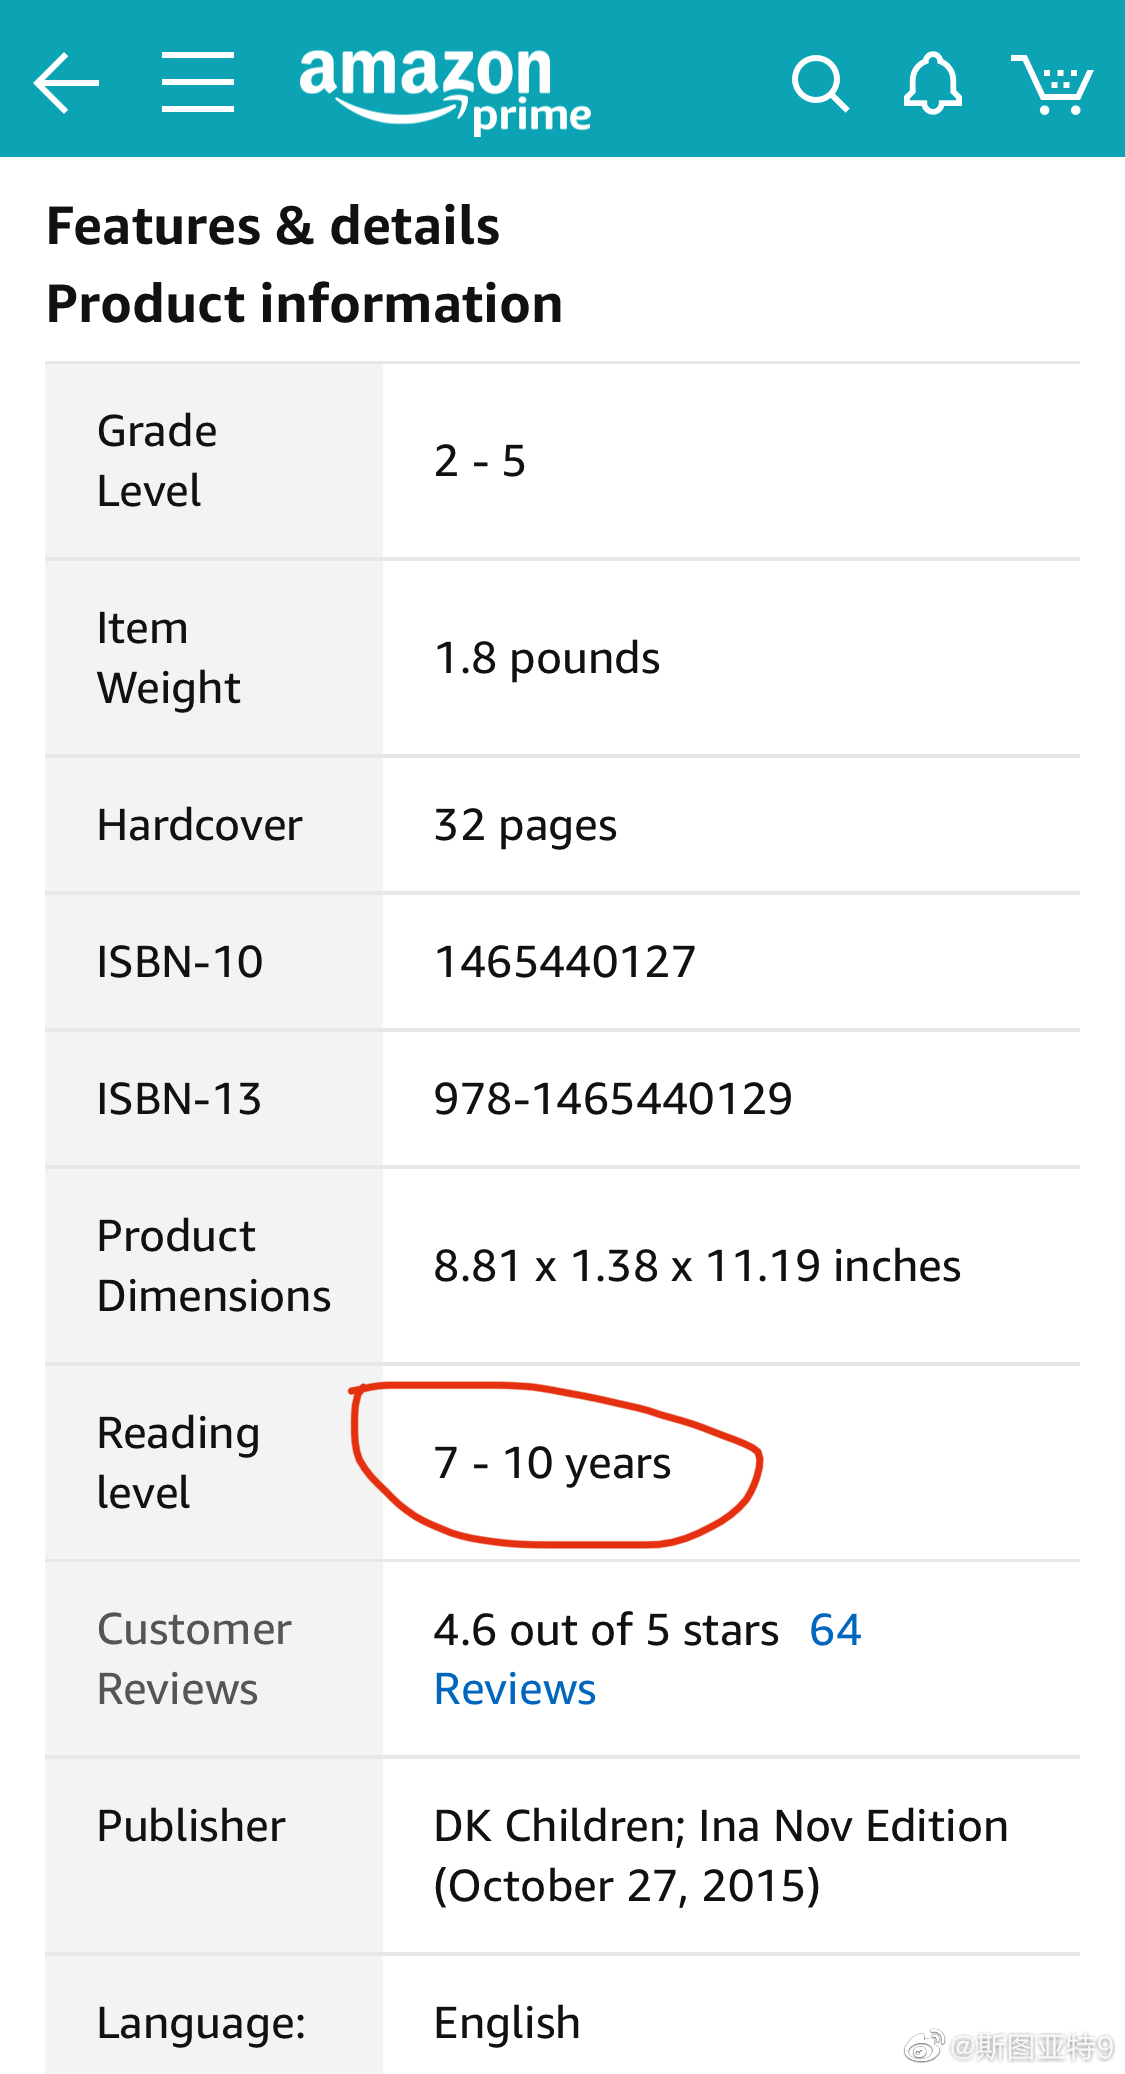 amazon
prime
Features & details
Product information
Grade
Level
2 - 5
Item
Weight
1.8 pounds
Hardcover
32 pages
ISBN-10
1465440127
ISBN-13
978-1465440129
Product
Dimensions
8.81 x 1.38 x 11.19 inches
Reading
level
7 - 10 years
Customer
Reviews
4.6 out of 5 stars 64
Reviews
Publisher
DK Children; Ina Nov Edition
(October 27, 2015)
Language:
English
@斯图亚特9